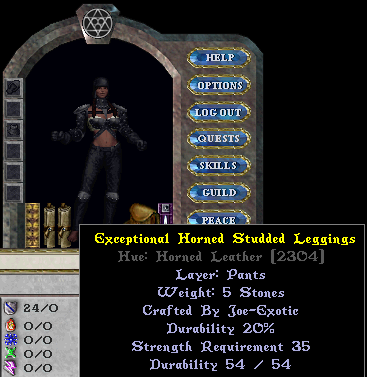 HELP
OPTIONS
LOG OUT
QUESTS
SKILLS
GUILD
PEACE
Exceptional Horned Studded Leggings
Hue: Horned Leather [2304]
Layer: Pants
Weight: 5 Stones
Crafted By Joe-Exotic
Durability 20%
Strength Requirement 35
Durability 54 / 54
24/0
0/0
0/0
0/0
0/0